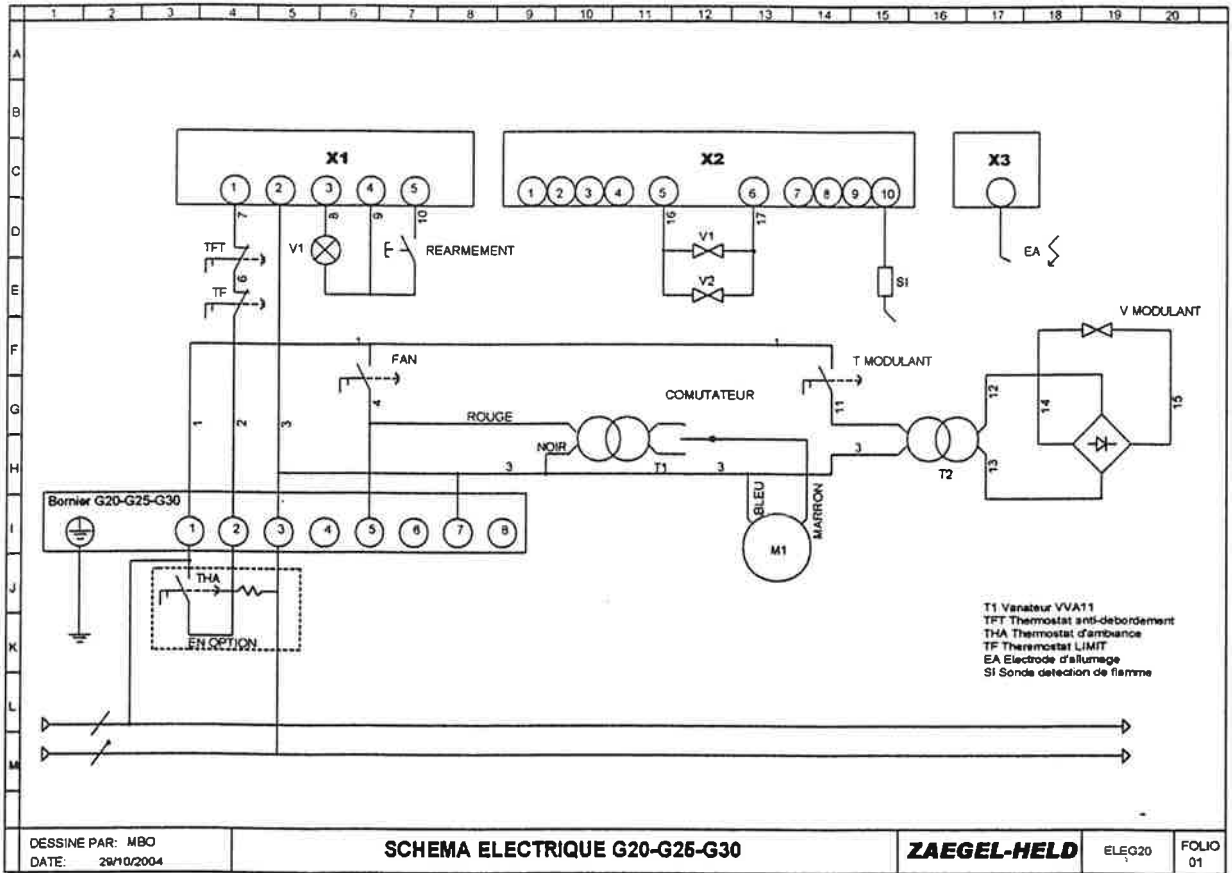 1 2 3 4 5 6 7 8 9 10 11 12 13 14 15 16 17 18 19 20
A
B
C
D
E
F
G
H
I
J
K
L
M
X1
1 2 3 4 5
7 8 9 10
TFT
6
TF
V1
REARMEMENT
X2
1 2 3 4 5 6 7 8 9 10
16 17
V1
V2
SI
X3
EA
V MODULANT
1 1
FAN
T MODULANT
4
COMUTATEUR
11
12
14
15
ROUGE
NOIR
1 2 3
3
T1
3
3
T2
13
BLEU
MARRON
M1
Bornier G20-G25-G30
1 2 3 4 5 6 7 8
THA
EN OPTION
T1 Variateur VVA11
TFT Thermostat anti-debordement
THA Thermostat d'ambiance
TF Theremostat LIMIT
EA Electrode d'allumage
SI Sonde detection de flamme
DESSINE PAR: MBO
DATE: 29/10/2004
SCHEMA ELECTRIQUE G20-G25-G30
ZAEGEL-HELD
ELEG20
FOLIO
01